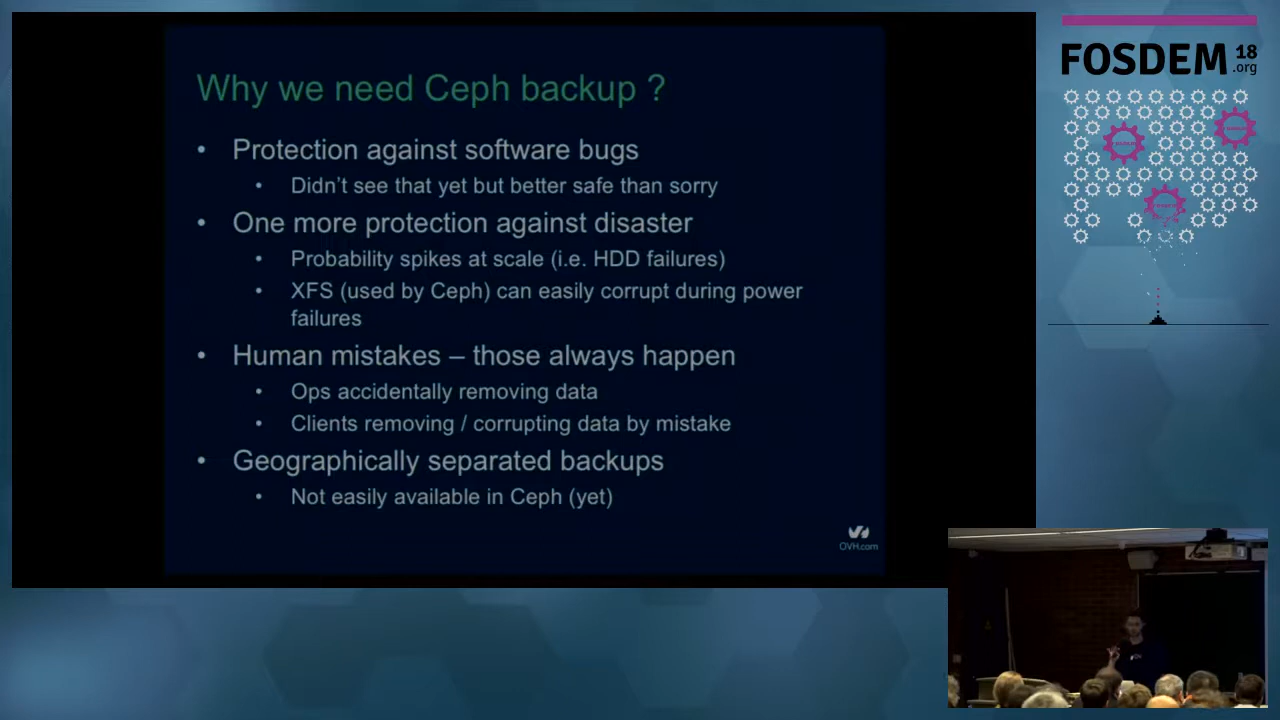 Why we need Ceph backup ?
• Protection against software bugs
• Didn't see that yet but better safe than sorry
• One more protection against disaster
• Probability spikes at scale (i.e. HDD failures)
• XFS (used by Ceph) can easily corrupt during power
failures
• Human mistakes – those always happen
• Ops accidentally removing data
• Clients removing / corrupting data by mistake
• Geographically separated backups
• Not easily available in Ceph (yet)
OVH.com
FOSDEM 18
.org